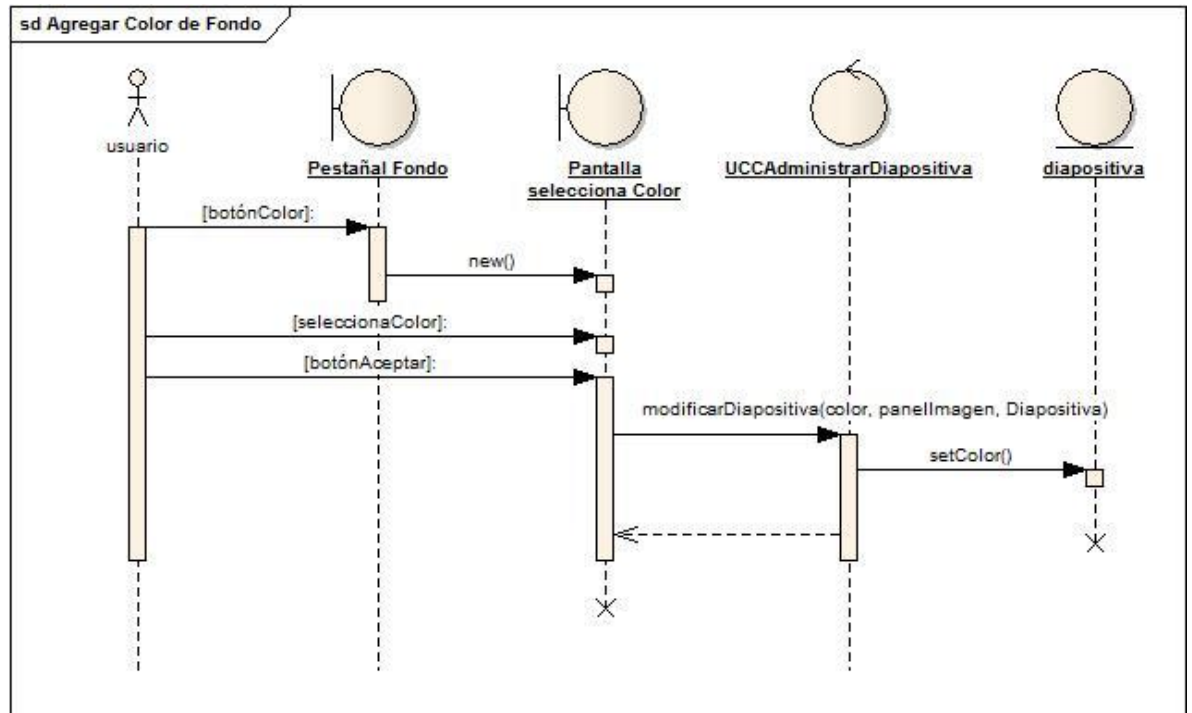 sd Agregar Color de Fondo
usuario
Pestañal Fondo
Pantalla
selecciona Color
UCCAdministrarDiapositiva
diapositiva
[botónColor]:
new()
[seleccionaColor]:
[botónAceptar]:
modificarDiapositiva(color, panelImagen, Diapositiva)
setColor()